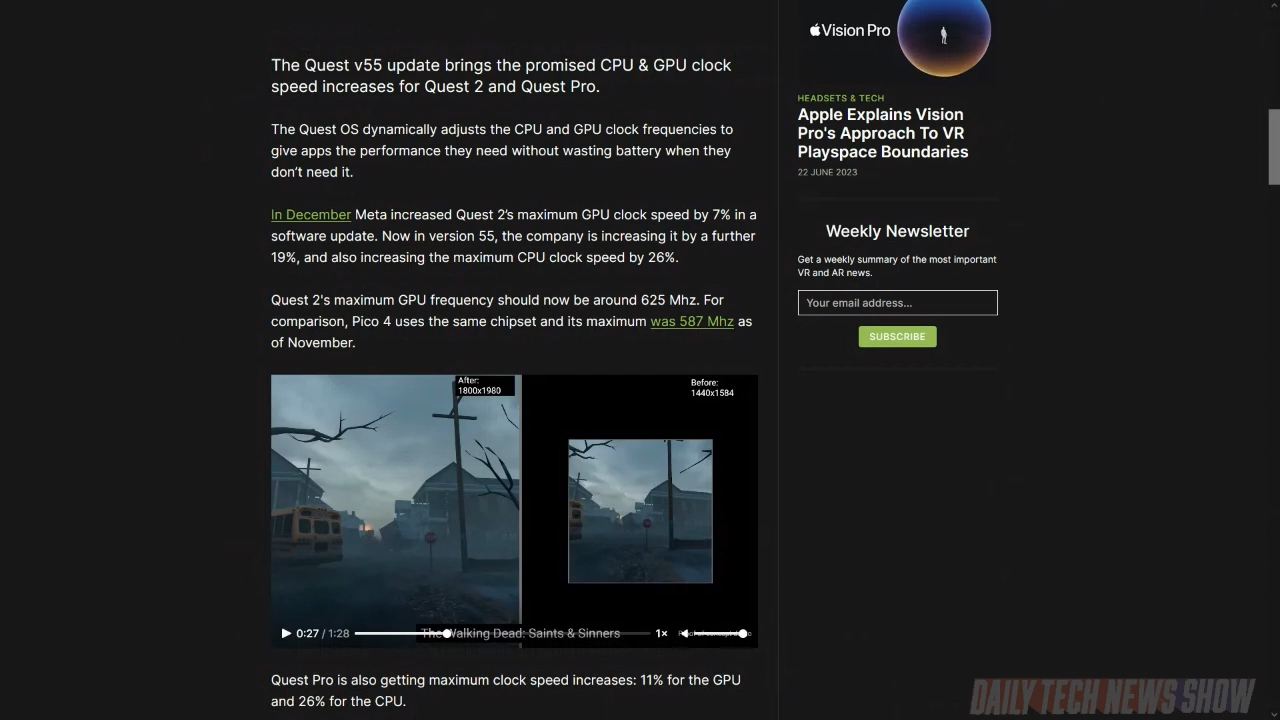 The Quest v55 update brings the promised CPU & GPU clock
speed increases for Quest 2 and Quest Pro.
The Quest OS dynamically adjusts the CPU and GPU clock frequencies to
give apps the performance they need without wasting battery when they
don’t need it.
In December Meta increased Quest 2’s maximum GPU clock speed by 7% in a
software update. Now in version 55, the company is increasing it by a further
19%, and also increasing the maximum CPU clock speed by 26%.
Quest 2's maximum GPU frequency should now be around 625 Mhz. For
comparison, Pico 4 uses the same chipset and its maximum was 587 Mhz as
of November.
After:
1800x1980
Before:
1440x1584
0:27 / 1:28
The Walking Dead: Saints & Sinners
1×
Quest Pro is also getting maximum clock speed increases: 11% for the GPU
and 26% for the CPU.
Vision Pro
HEADSETS & TECH
Apple Explains Vision
Pro's Approach To VR
Playspace Boundaries
22 JUNE 2023
Weekly Newsletter
Get a weekly summary of the most important
VR and AR news.
Your email address...
SUBSCRIBE
DAILY TECH NEWS SHOW